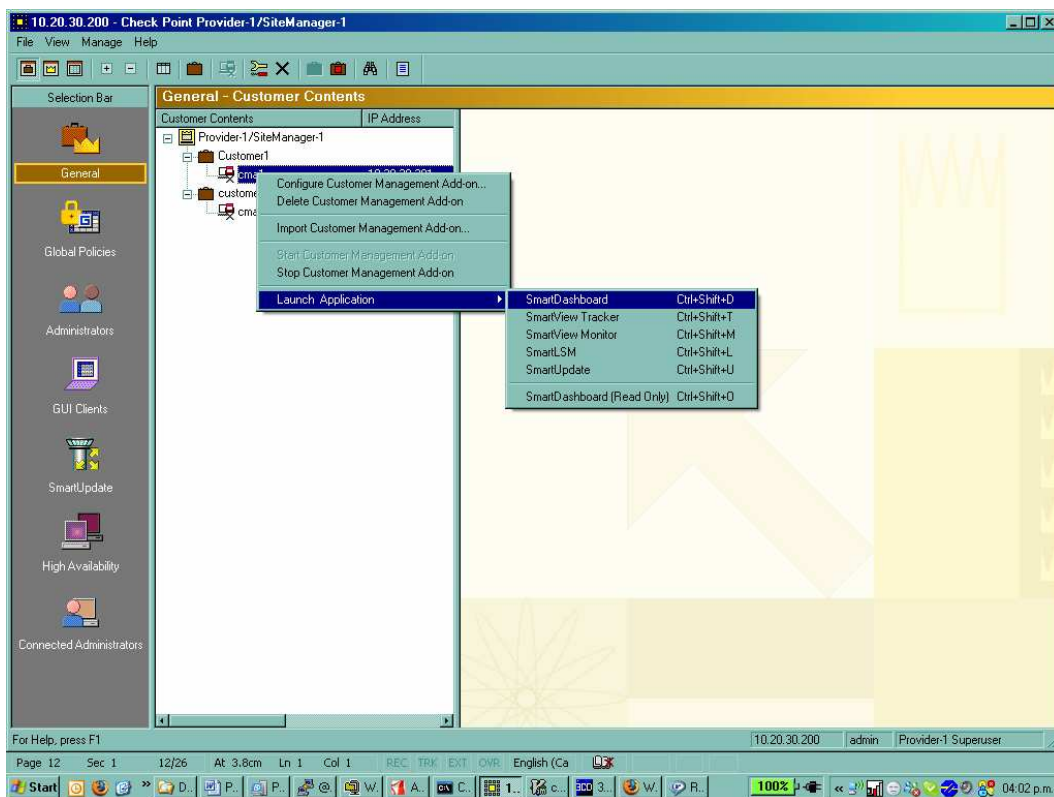 10.20.30.200 - Check Point Provider-1/SiteManager-1
File View Manage Help
Selection Bar
General - Customer Contents
Customer Contents IP Address
Provider-1/SiteManager-1
Customer1
General
Configure Customer Management Add-on...
Delete Customer Management Add-on
Import Customer Management Add-on...
Start Customer Management Add-on
Stop Customer Management Add-on
Launch Application
SmartDashboard Ctrl+Shift+D
SmartView Tracker Ctrl+Shift+T
SmartView Monitor Ctrl+Shift+M
SmartLSM Ctrl+Shift+L
SmartUpdate Ctrl+Shift+U
SmartDashboard (Read Only) Ctrl+Shift+O
Global Policies
Administrators
GUI Clients
SmartUpdate
High Availability
Connected Administrators
For Help, press F1 10.20.30.200 admin Provider-1 Superuser
Page 12 Sec 1 12/26 At 3.8cm Ln 1 Col 1 REC TRK EXT OVR English (Ca
Start » D.. P.. P.. @. W. A.. C.. 1.. c... 3... W. R.. 100% « 04:02 p.m.